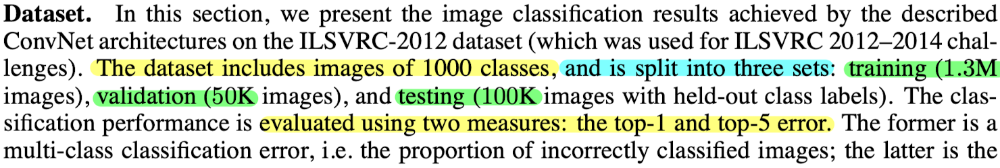 Dataset. In this section, we present the image classification results achieved by the described
ConvNet architectures on the ILSVRC-2012 dataset (which was used for ILSVRC 2012–2014 chal-
lenges). The dataset includes images of 1000 classes, and is split into three sets: training (1.3M
images), validation (50K images), and testing (100K images with held-out class labels). The clas-
sification performance is evaluated using two measures: the top-1 and top-5 error. The former is a
multi-class classification error, i.e. the proportion of incorrectly classified images; the latter is the